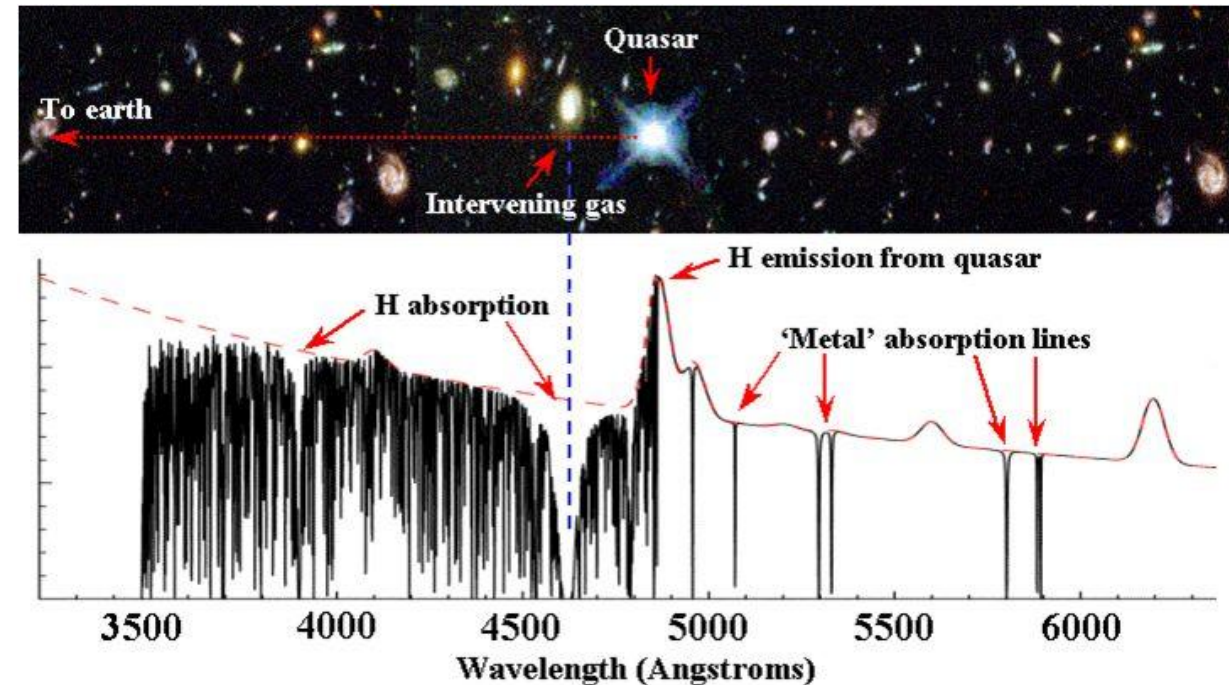 Quasar
To earth
Intervening gas
H emission from quasar
H absorption
'Metal' absorption lines
3500 4000 4500 5000 5500 6000
Wavelength (Angstroms)